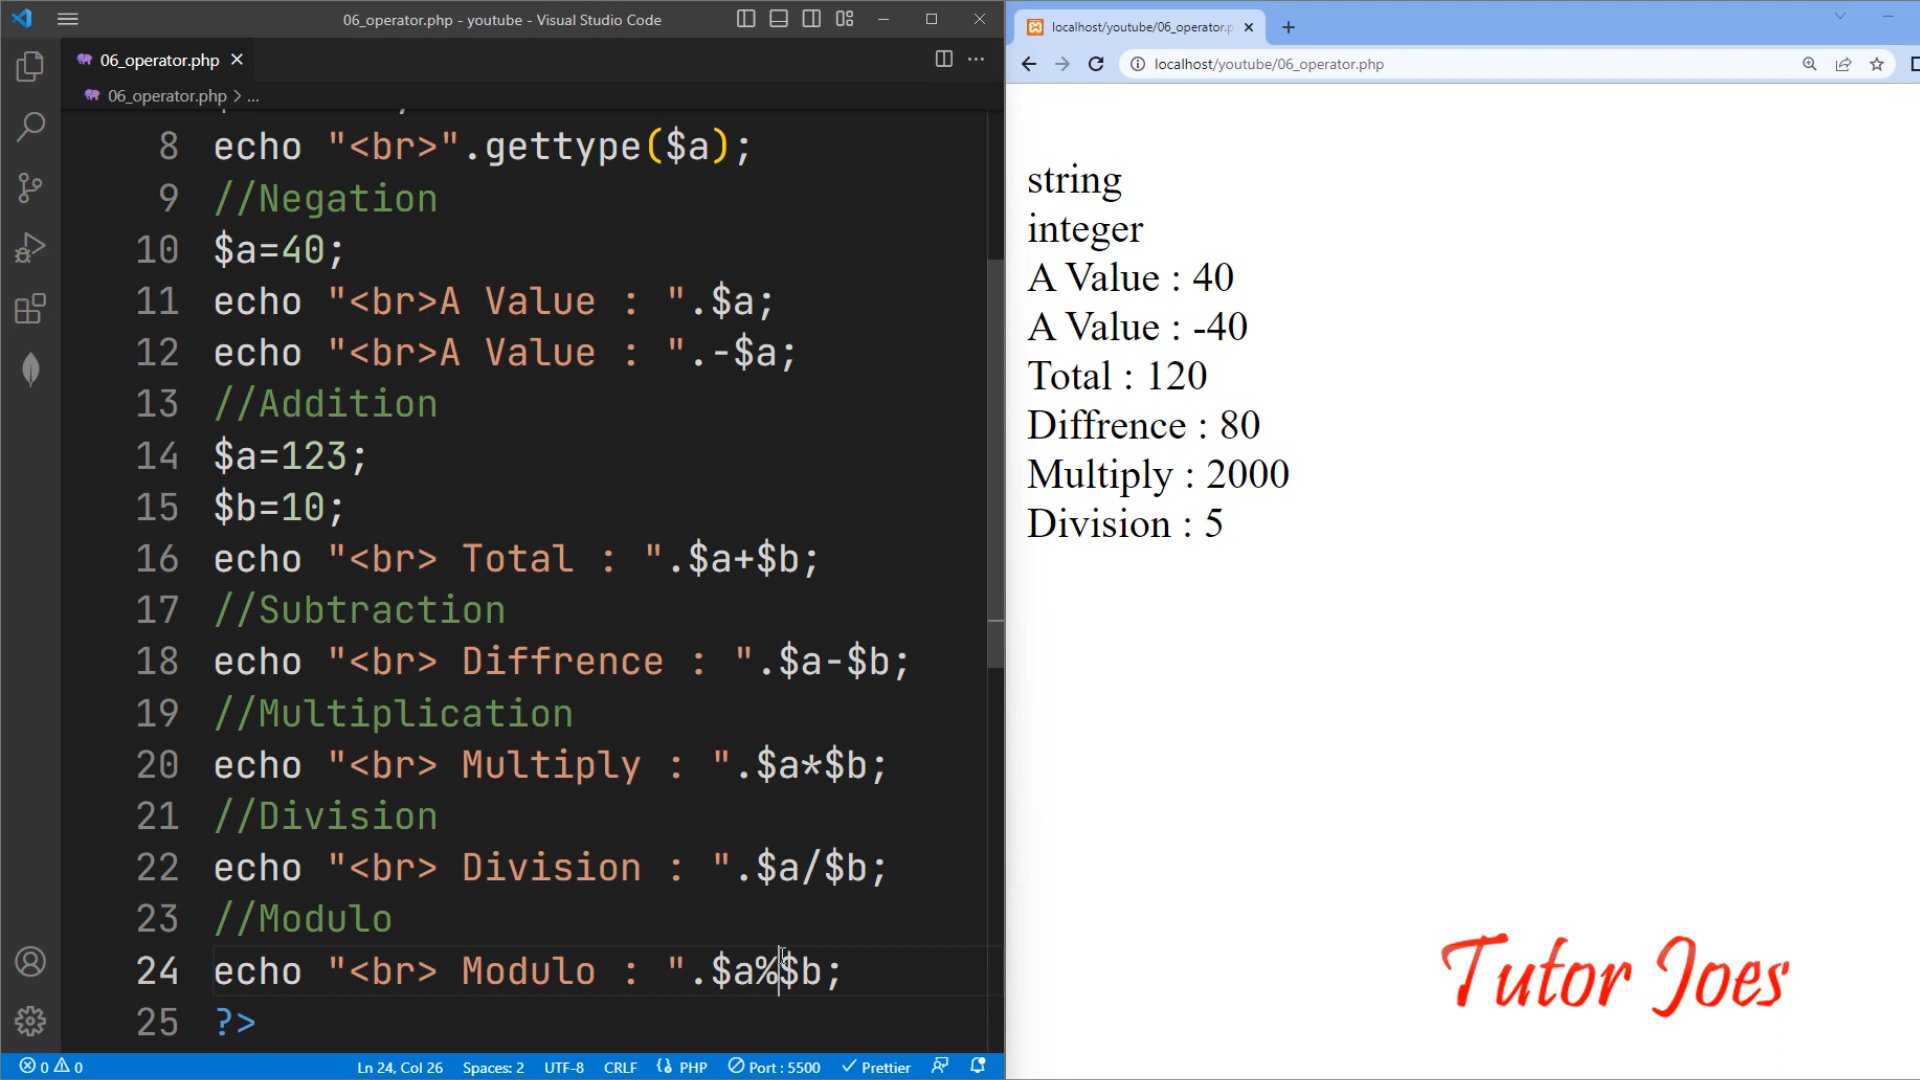 06_operator.php - youtube - Visual Studio Code
06_operator.php
06_operator.php > ...
8 echo "<br>".gettype($a);
9 //Negation
10 $a=40;
11 echo "<br>A Value : ".$a;
12 echo "<br>A Value : ".-$a;
13 //Addition
14 $a=123;
15 $b=10;
16 echo "<br> Total : ".$a+$b;
17 //Subtraction
18 echo "<br> Diffrence : ".$a-$b;
19 //Multiplication
20 echo "<br> Multiply : ".$a*$b;
21 //Division
22 echo "<br> Division : ".$a/$b;
23 //Modulo
24 echo "<br> Modulo : ".$a%$b;
25 ?>
0 0
Ln 24, Col 26 Spaces: 2 UTF-8 CRLF PHP Port : 5500 Prettier
localhost/youtube/06_operator.p
localhost/youtube/06_operator.php
string
integer
A Value : 40
A Value : -40
Total : 120
Diffrence : 80
Multiply : 2000
Division : 5
Tutor Joes